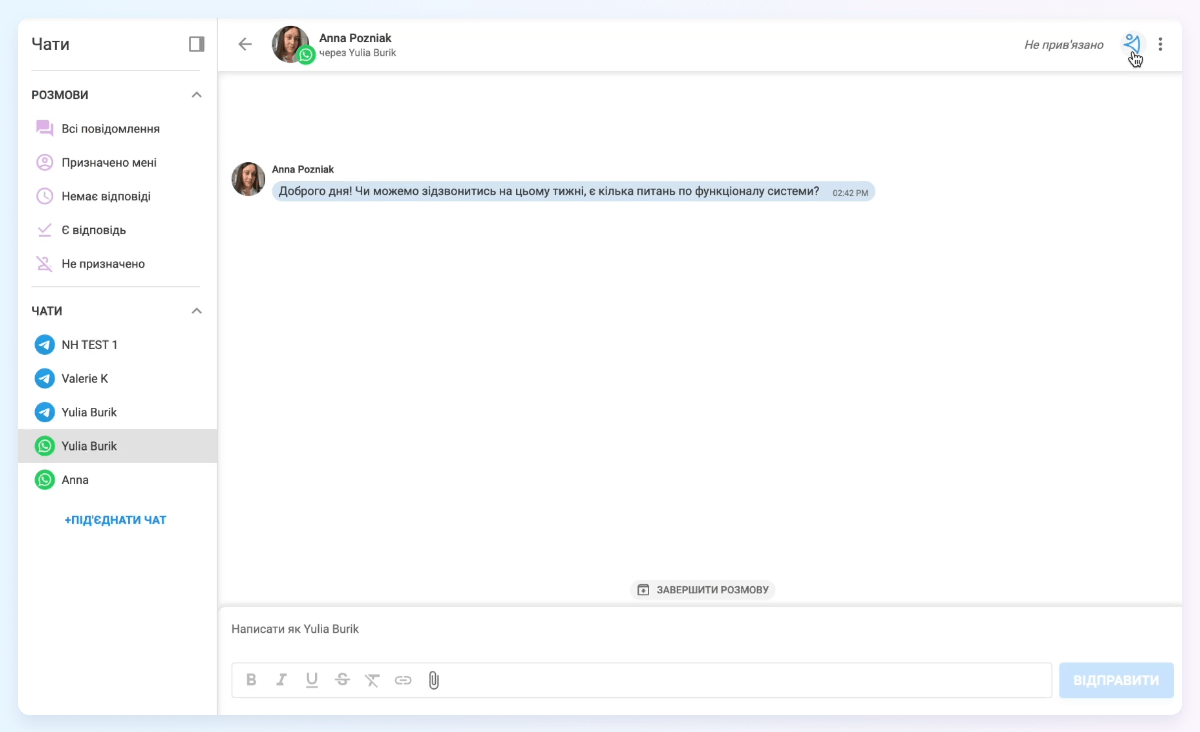 Чати
РОЗМОВИ
Всі повідомлення
Призначено мені
Немає відповіді
Є відповідь
Не призначено
ЧАТИ
NH TEST 1
Valerie K
Yulia Burik
Yulia Burik
Anna
+ПІД'ЄДНАТИ ЧАТ
Anna Pozniak
через Yulia Burik
Не прив'язано
Anna Pozniak
Доброго дня! Чи можемо зідзвонитись на цьому тижні, є кілька питань по функціоналу системи? 02:42 PM
ЗАВЕРШИТИ РОЗМОВУ
Написати як Yulia Burik
ВІДПРАВИТИ